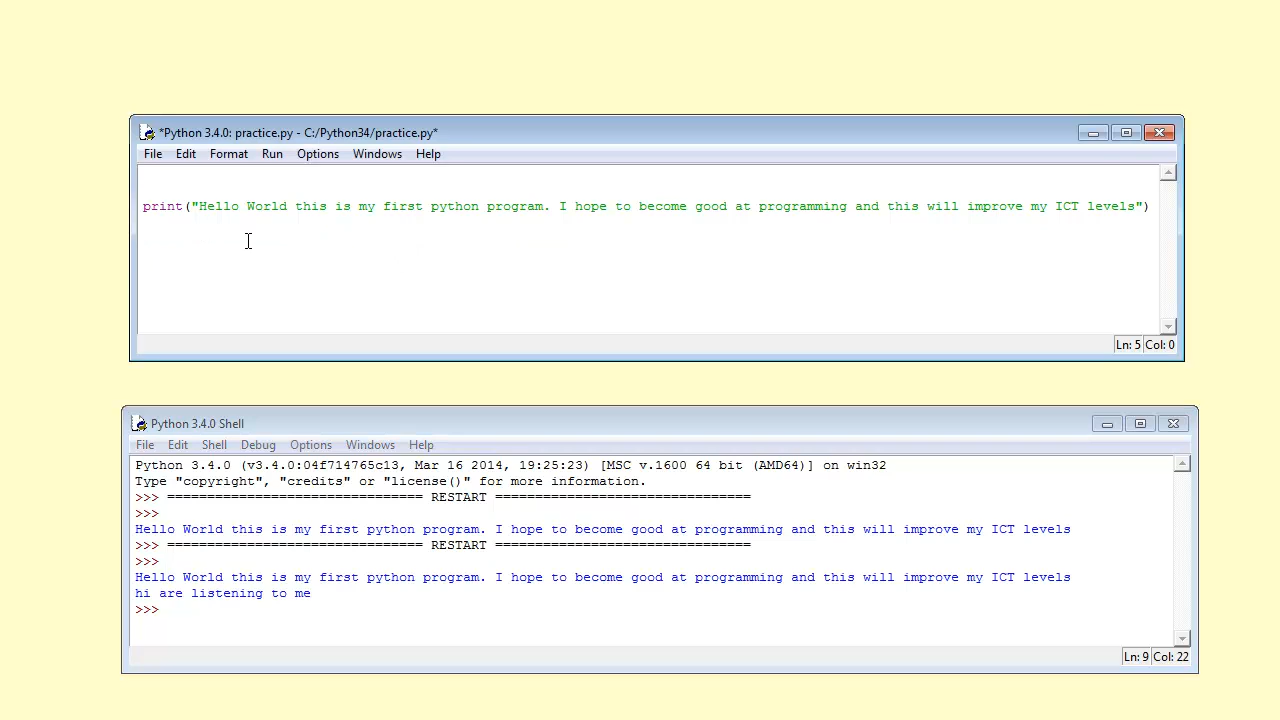 *Python 3.4.0: practice.py - C:/Python34/practice.py*
File Edit Format Run Options Windows Help
print("Hello World this is my first python program. I hope to become good at programming and this will improve my ICT levels")
Ln: 5 Col: 0
Python 3.4.0 Shell
File Edit Shell Debug Options Windows Help
Python 3.4.0 (v3.4.0:04f714765c13, Mar 16 2014, 19:25:23) [MSC v.1600 64 bit (AMD64)] on win32
Type "copyright", "credits" or "license()" for more information.
>>> ================================ RESTART ================================
>>>
Hello World this is my first python program. I hope to become good at programming and this will improve my ICT levels
>>> ================================ RESTART ================================
>>>
Hello World this is my first python program. I hope to become good at programming and this will improve my ICT levels
hi are listening to me
>>>
Ln: 9 Col: 22